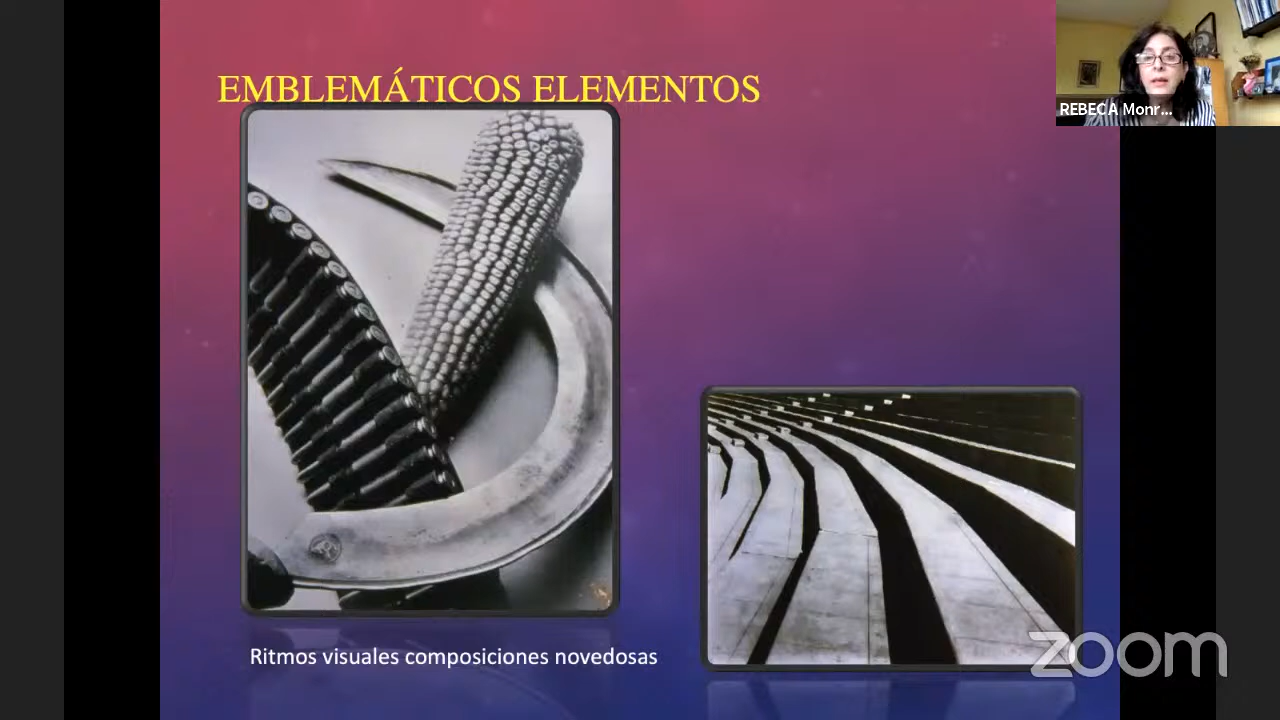 EMBLEMÁTICOS ELEMENTOS
REBECA Monr...
Ritmos visuales composiciones novedosas
zoom